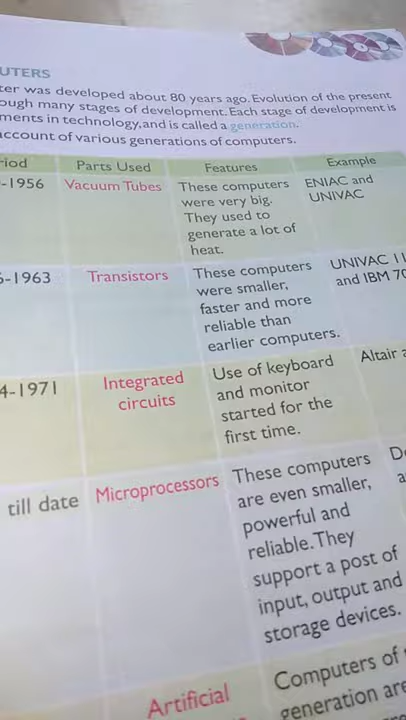 UTERS
ter was developed about 80 years ago. Evolution of the present
ough many stages of development. Each stage of development is
ments in technology, and is called a generation.
account of various generations of computers.
riod Parts Used Features Example
-1956 Vacuum Tubes These computers ENIAC and
were very big. UNIVAC
They used to
generate a lot of
heat.
6-1963 Transistors These computers UNIVAC 11
were smaller, and IBM 70
faster and more
reliable than
earlier computers.
4-1971 Integrated Use of keyboard Altair a
circuits and monitor
started for the
first time.
till date Microprocessors These computers De
are even smaller, a
powerful and
reliable. They
support a post of
input, output and
storage devices.
Artificial Computers of
generation are